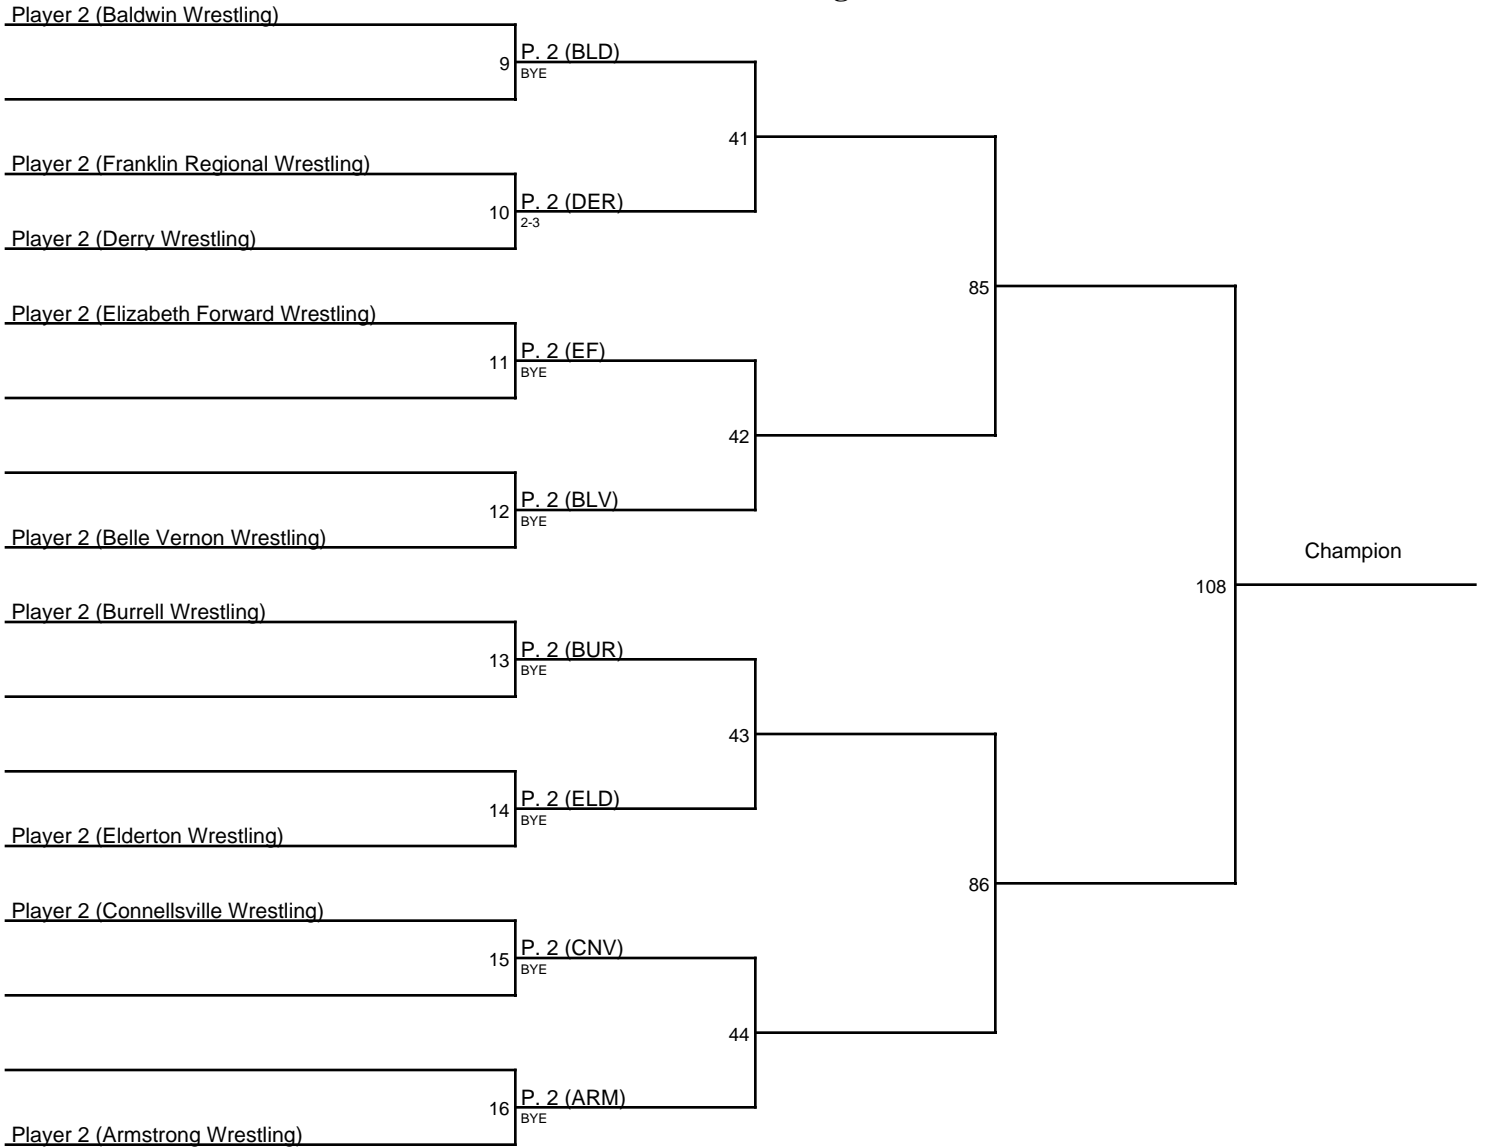 Player 2 (Baldwin Wrestling)
9
P. 2 (BLD)
BYE
41
Player 2 (Franklin Regional Wrestling)
10
P. 2 (DER)
2-3
Player 2 (Derry Wrestling)
85
Player 2 (Elizabeth Forward Wrestling)
11
P. 2 (EF)
BYE
42
12
P. 2 (BLV)
BYE
Player 2 (Belle Vernon Wrestling)
Champion
108
Player 2 (Burrell Wrestling)
13
P. 2 (BUR)
BYE
43
14
P. 2 (ELD)
BYE
Player 2 (Elderton Wrestling)
86
Player 2 (Connellsville Wrestling)
15
P. 2 (CNV)
BYE
44
16
P. 2 (ARM)
BYE
Player 2 (Armstrong Wrestling)